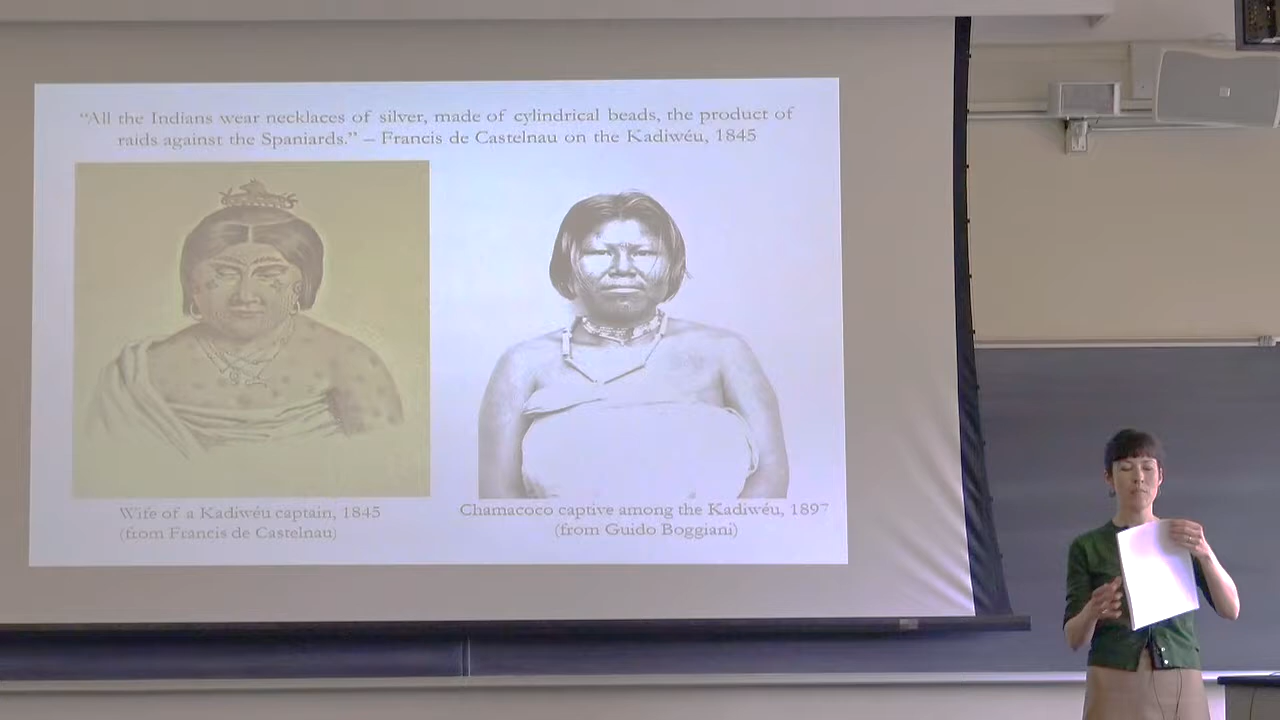 “All the Indians wear necklaces of silver, made of cylindrical beads, the product of
raids against the Spaniards.” – Francis de Castelnau on the Kadiwéu, 1845
Wife of a Kadiwéu captain, 1845
(from Francis de Castelnau)
Chamacoco captive among the Kadiwéu, 1897
(from Guido Boggiani)